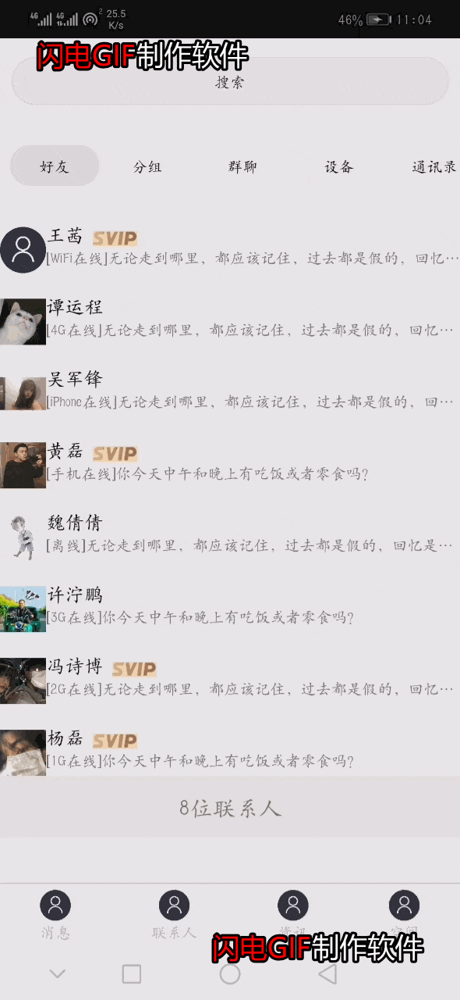 4G 4G 2 25.5 K/s 46% 11:04
闪电GIF制作软件
搜索
好友 分组 群聊 设备 通讯录
王茜 SVIP
[WiFi在线]无论走到哪里，都应该记住，过去都是假的，回忆…
谭运程
[4G在线]无论走到哪里，都应该记住，过去都是假的，回忆…
吴军锋
[iPhone在线]无论走到哪里，都应该记住，过去都是假的，回…
黄磊 SVIP
[手机在线]你今天中午和晚上有吃饭或者零食吗？
魏倩倩
[离线]无论走到哪里，都应该记住，过去都是假的，回忆是…
许泞鹏
[3G在线]你今天中午和晚上有吃饭或者零食吗？
冯诗博 SVIP
[2G在线]无论走到哪里，都应该记住，过去都是假的，回忆…
杨磊 SVIP
[1G在线]你今天中午和晚上有吃饭或者零食吗？
8位联系人
消息 联系人
闪电GIF制作软件